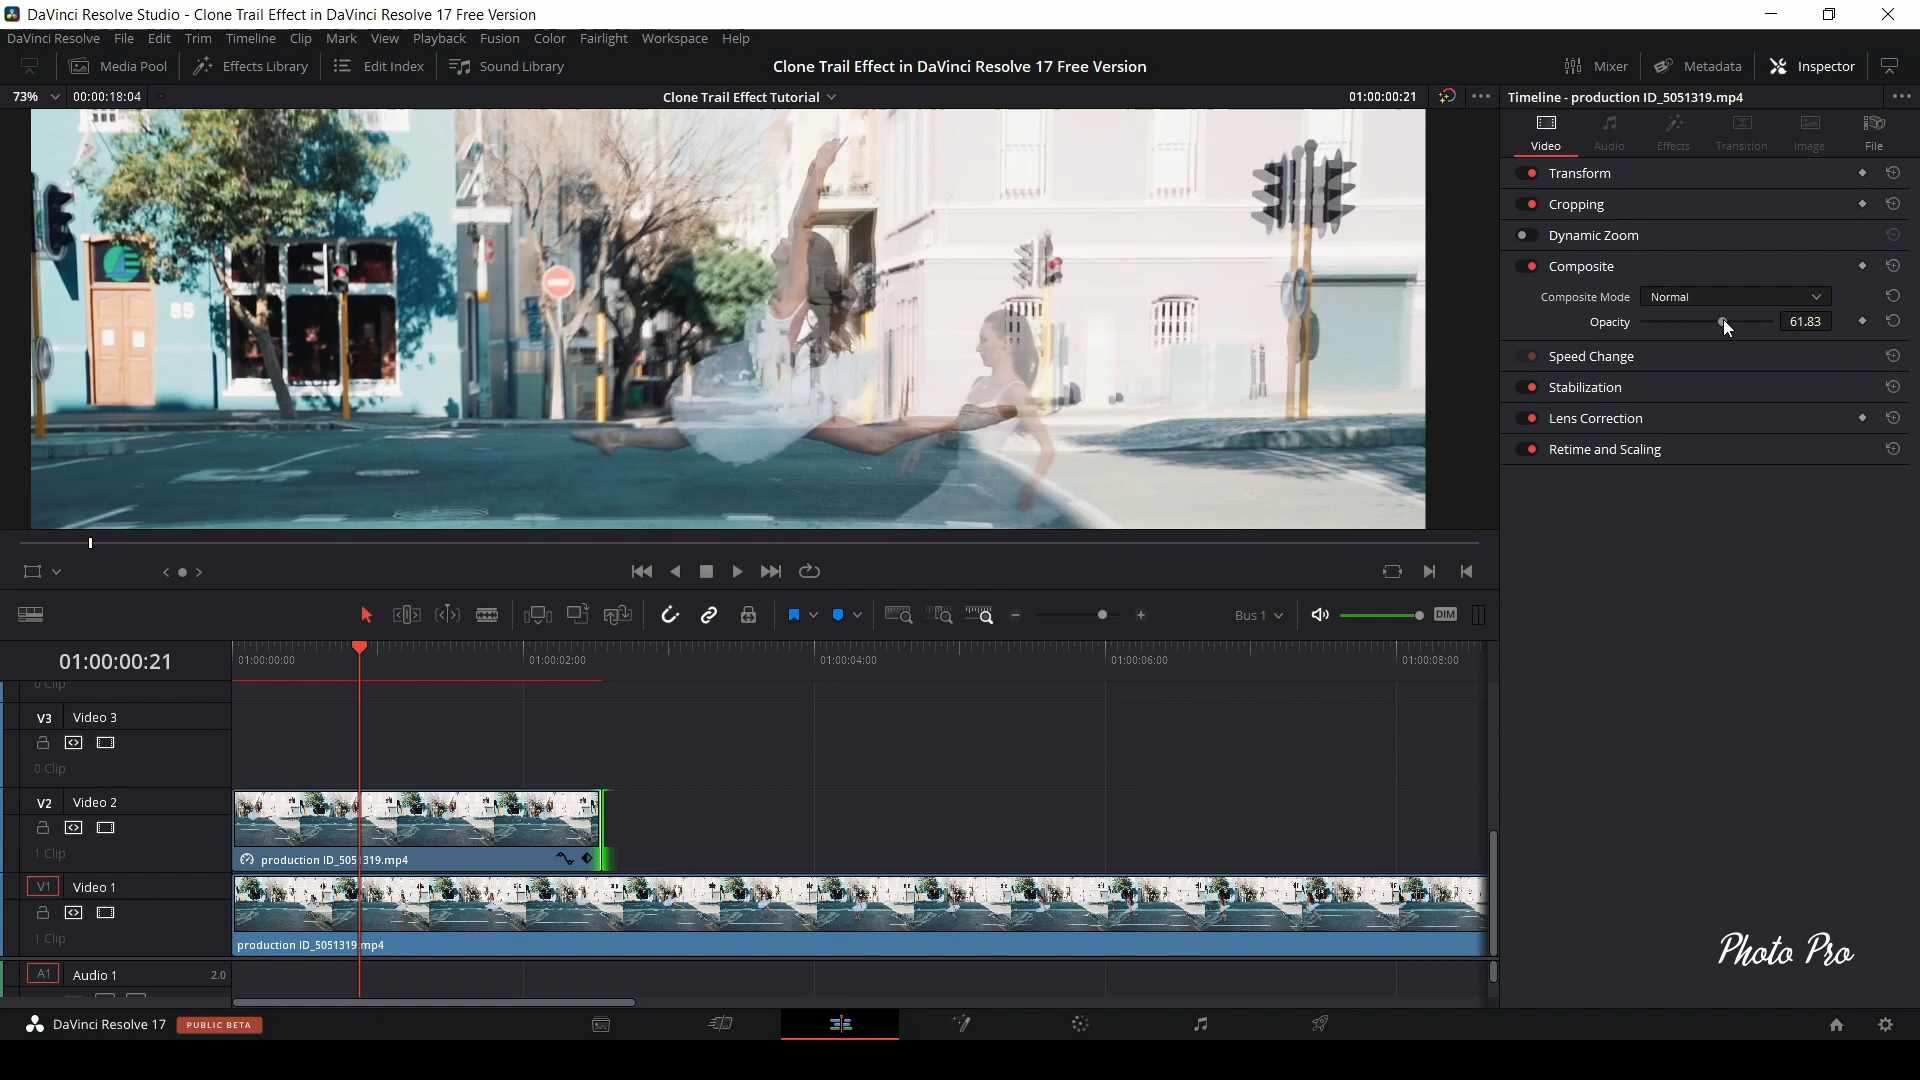 DaVinci Resolve Studio - Clone Trail Effect in DaVinci Resolve 17 Free Version
DaVinci Resolve File Edit Trim Timeline Clip Mark View Playback Fusion Color Fairlight Workspace Help
Media Pool Effects Library Edit Index Sound Library Clone Trail Effect in DaVinci Resolve 17 Free Version Mixer Metadata Inspector
73% 00:00:18:04 Clone Trail Effect Tutorial 01:00:00:21 Timeline - production ID_5051319.mp4
Video Audio Effects Transition Image File
Transform
Cropping
Dynamic Zoom
Composite
Composite Mode Normal
Opacity 61.83
Speed Change
Stabilization
Lens Correction
Retime and Scaling
85
Bus 1 DIM
01:00:00:21 01:00:00:00 01:00:02:00 01:00:04:00 01:00:06:00 01:00:08:00
0 Clip
V3 Video 3
0 Clip
V2 Video 2
1 Clip
production ID_5051319.mp4
V1 Video 1
1 Clip
production ID_5051319.mp4
A1 Audio 1 2.0
Photo Pro
DaVinci Resolve 17 PUBLIC BETA